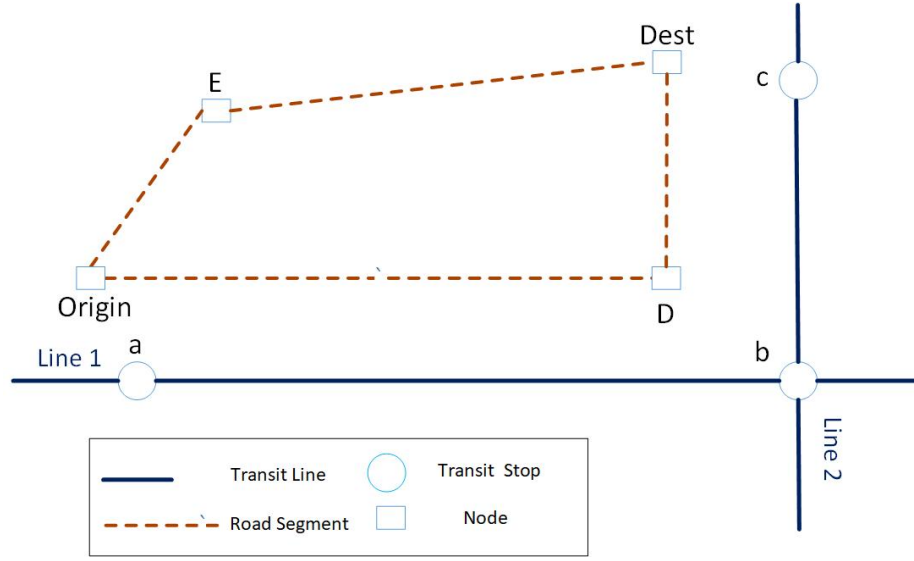 Dest
E
c
Origin
D
a
Line 1
b
Line 2
Transit Line
Transit Stop
Road Segment
Node